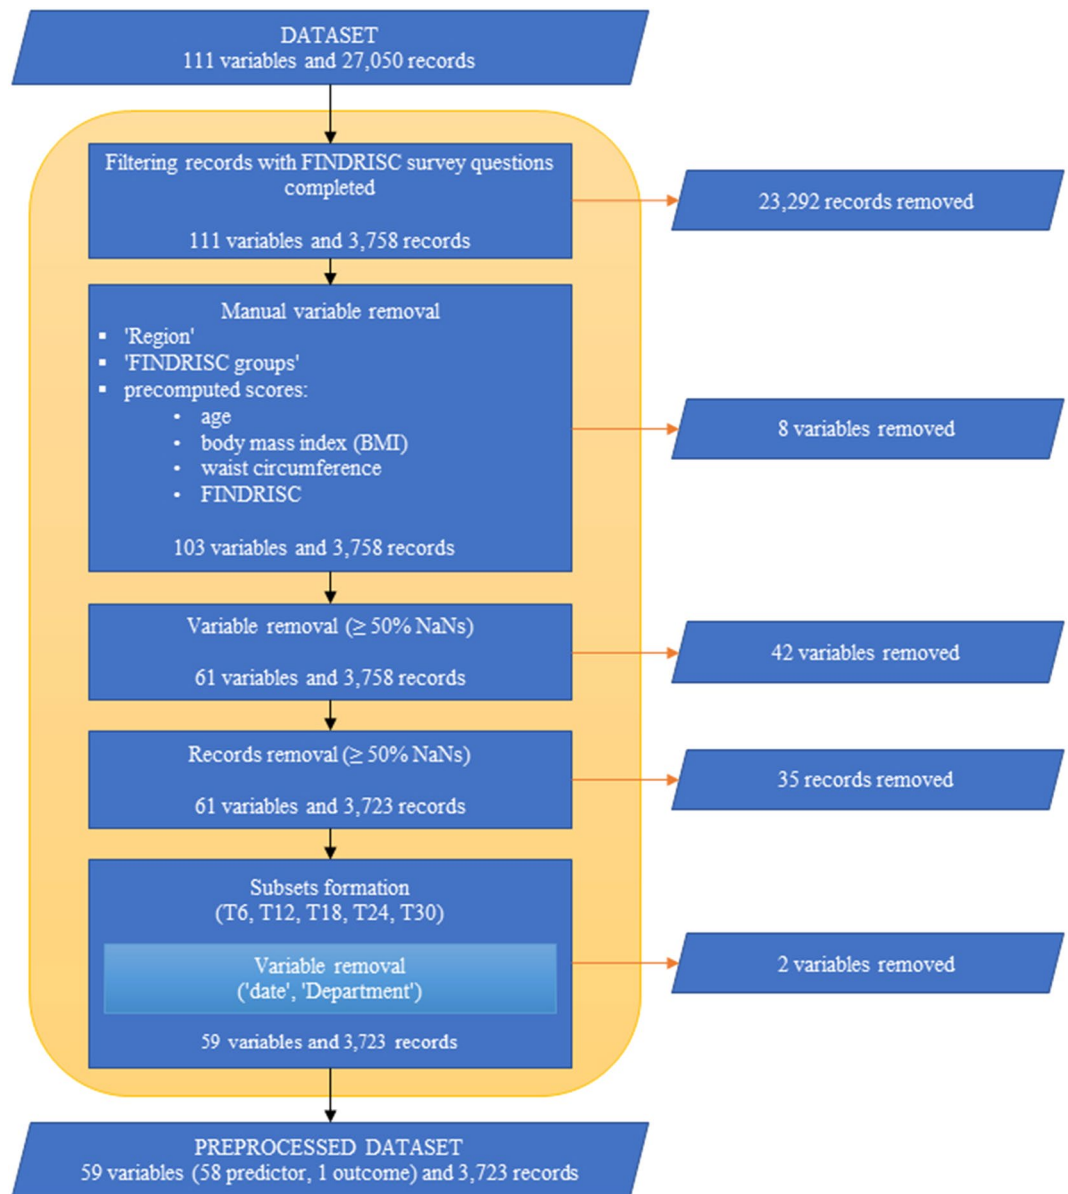 DATASET
111 variables and 27,050 records
Filtering records with FINDRISC survey questions
completed
111 variables and 3,758 records
23,292 records removed
Manual variable removal
▪ 'Region'
▪ 'FINDRISC groups'
▪ precomputed scores:
• age
• body mass index (BMI)
• waist circumference
• FINDRISC
103 variables and 3,758 records
8 variables removed
Variable removal (≥ 50% NaNs)
61 variables and 3,758 records
42 variables removed
Records removal (≥ 50% NaNs)
61 variables and 3,723 records
35 records removed
Subsets formation
(T6, T12, T18, T24, T30)
Variable removal
('date', 'Department')
59 variables and 3,723 records
2 variables removed
PREPROCESSED DATASET
59 variables (58 predictor, 1 outcome) and 3,723 records